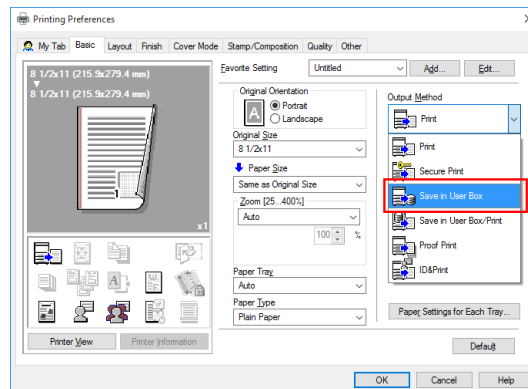 Printing Preferences
My Tab Basic Layout Finish Cover Mode Stamp/Composition Quality Other
8 1/2x11 (215.9x279.4 mm)
8 1/2x11 (215.9x279.4 mm)
1
x1
Printer View Printer Information
Favorite Setting Untitled Add... Edit...
Original Orientation
A
Portrait
Landscape
Original Size
8 1/2x11
Paper Size
Same as Original Size
Zoom [25...400%]
Auto
100 %
Paper Tray
Auto
Paper Type
Plain Paper
Output Method
Print
Print
Secure Print
Save in User Box
Save in User Box/Print
Proof Print
ID&Print
Paper Settings for Each Tray...
Default
OK Cancel Help